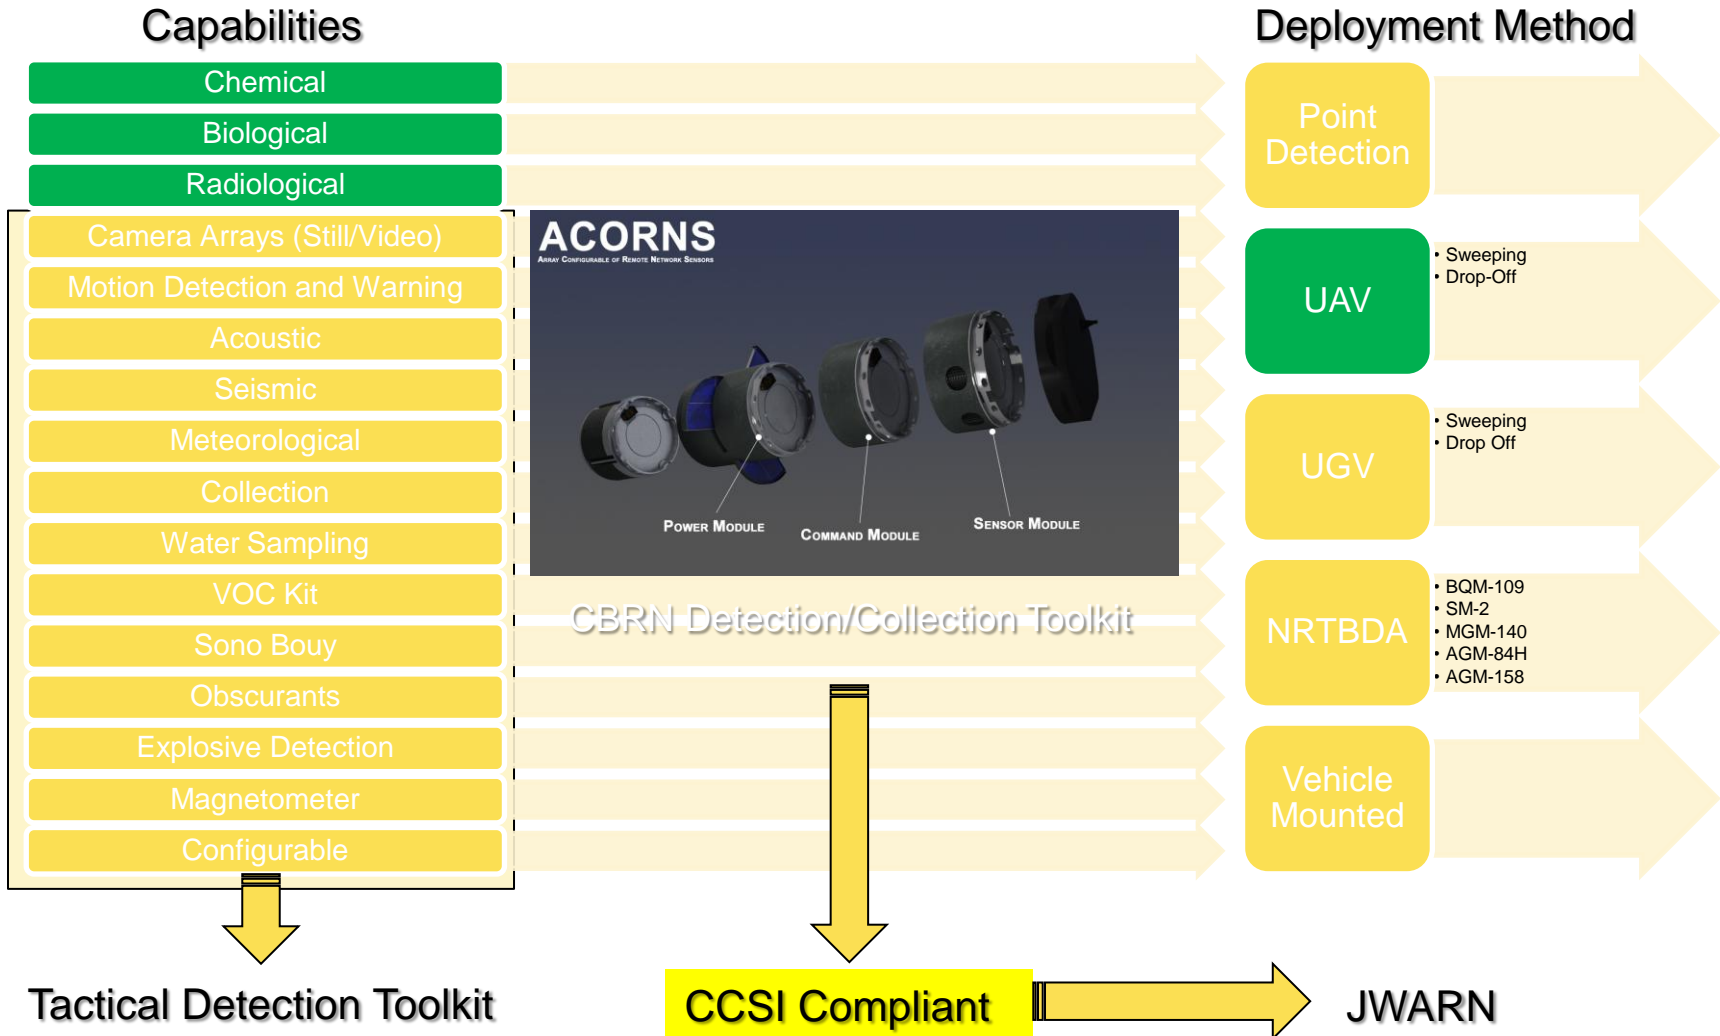 Capabilities
Deployment Method
Chemical
Biological
Radiological
Camera Arrays (Still/Video)
Motion Detection and Warning
Acoustic
Seismic
Meteorological
Collection
Water Sampling
VOC Kit
Sono Bouy
Obscurants
Explosive Detection
Magnetometer
Configurable
ACORNS
ARRAY CONFIGURABLE OF REMOTE NETWORK SENSORS
POWER MODULE
COMMAND MODULE
SENSOR MODULE
CBRN Detection/Collection Toolkit
Point
Detection
UAV
• Sweeping
• Drop-Off
UGV
• Sweeping
• Drop Off
NRTBDA
• BQM-109
• SM-2
• MGM-140
• AGM-84H
• AGM-158
Vehicle
Mounted
Tactical Detection Toolkit
CCSI Compliant
JWARN